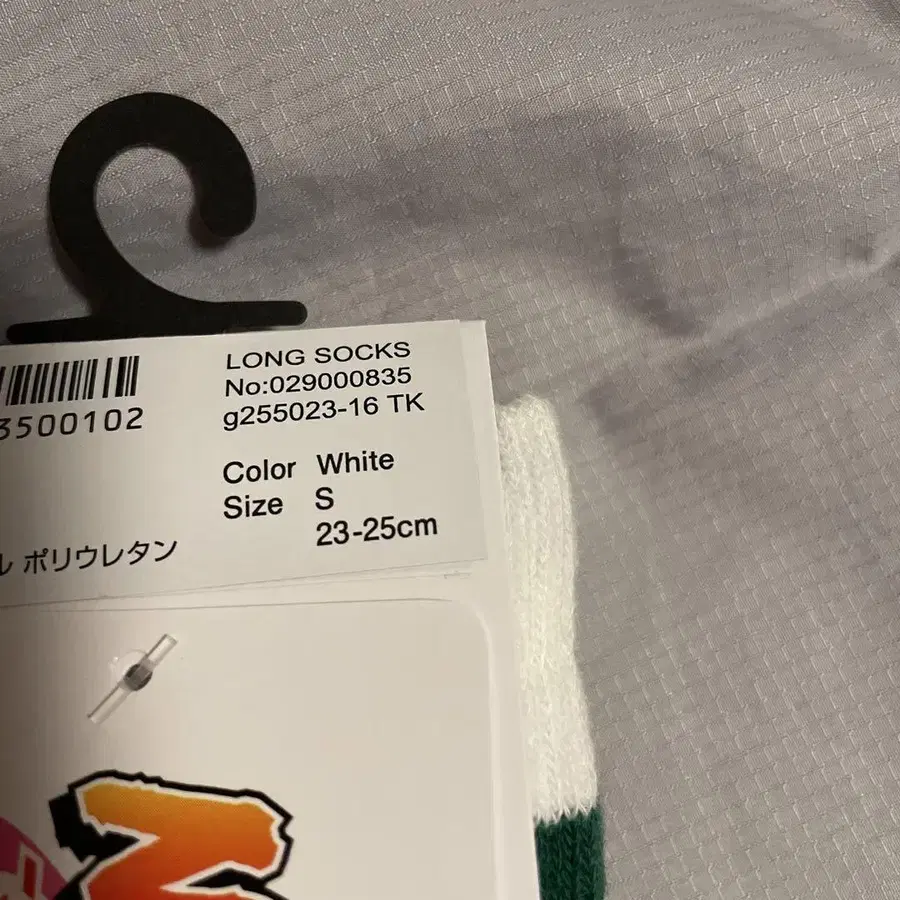 LONG SOCKS
No:029000835
g255023-16 TK
3500102
Color White
Size S
23-25cm
ル ポリウレタン